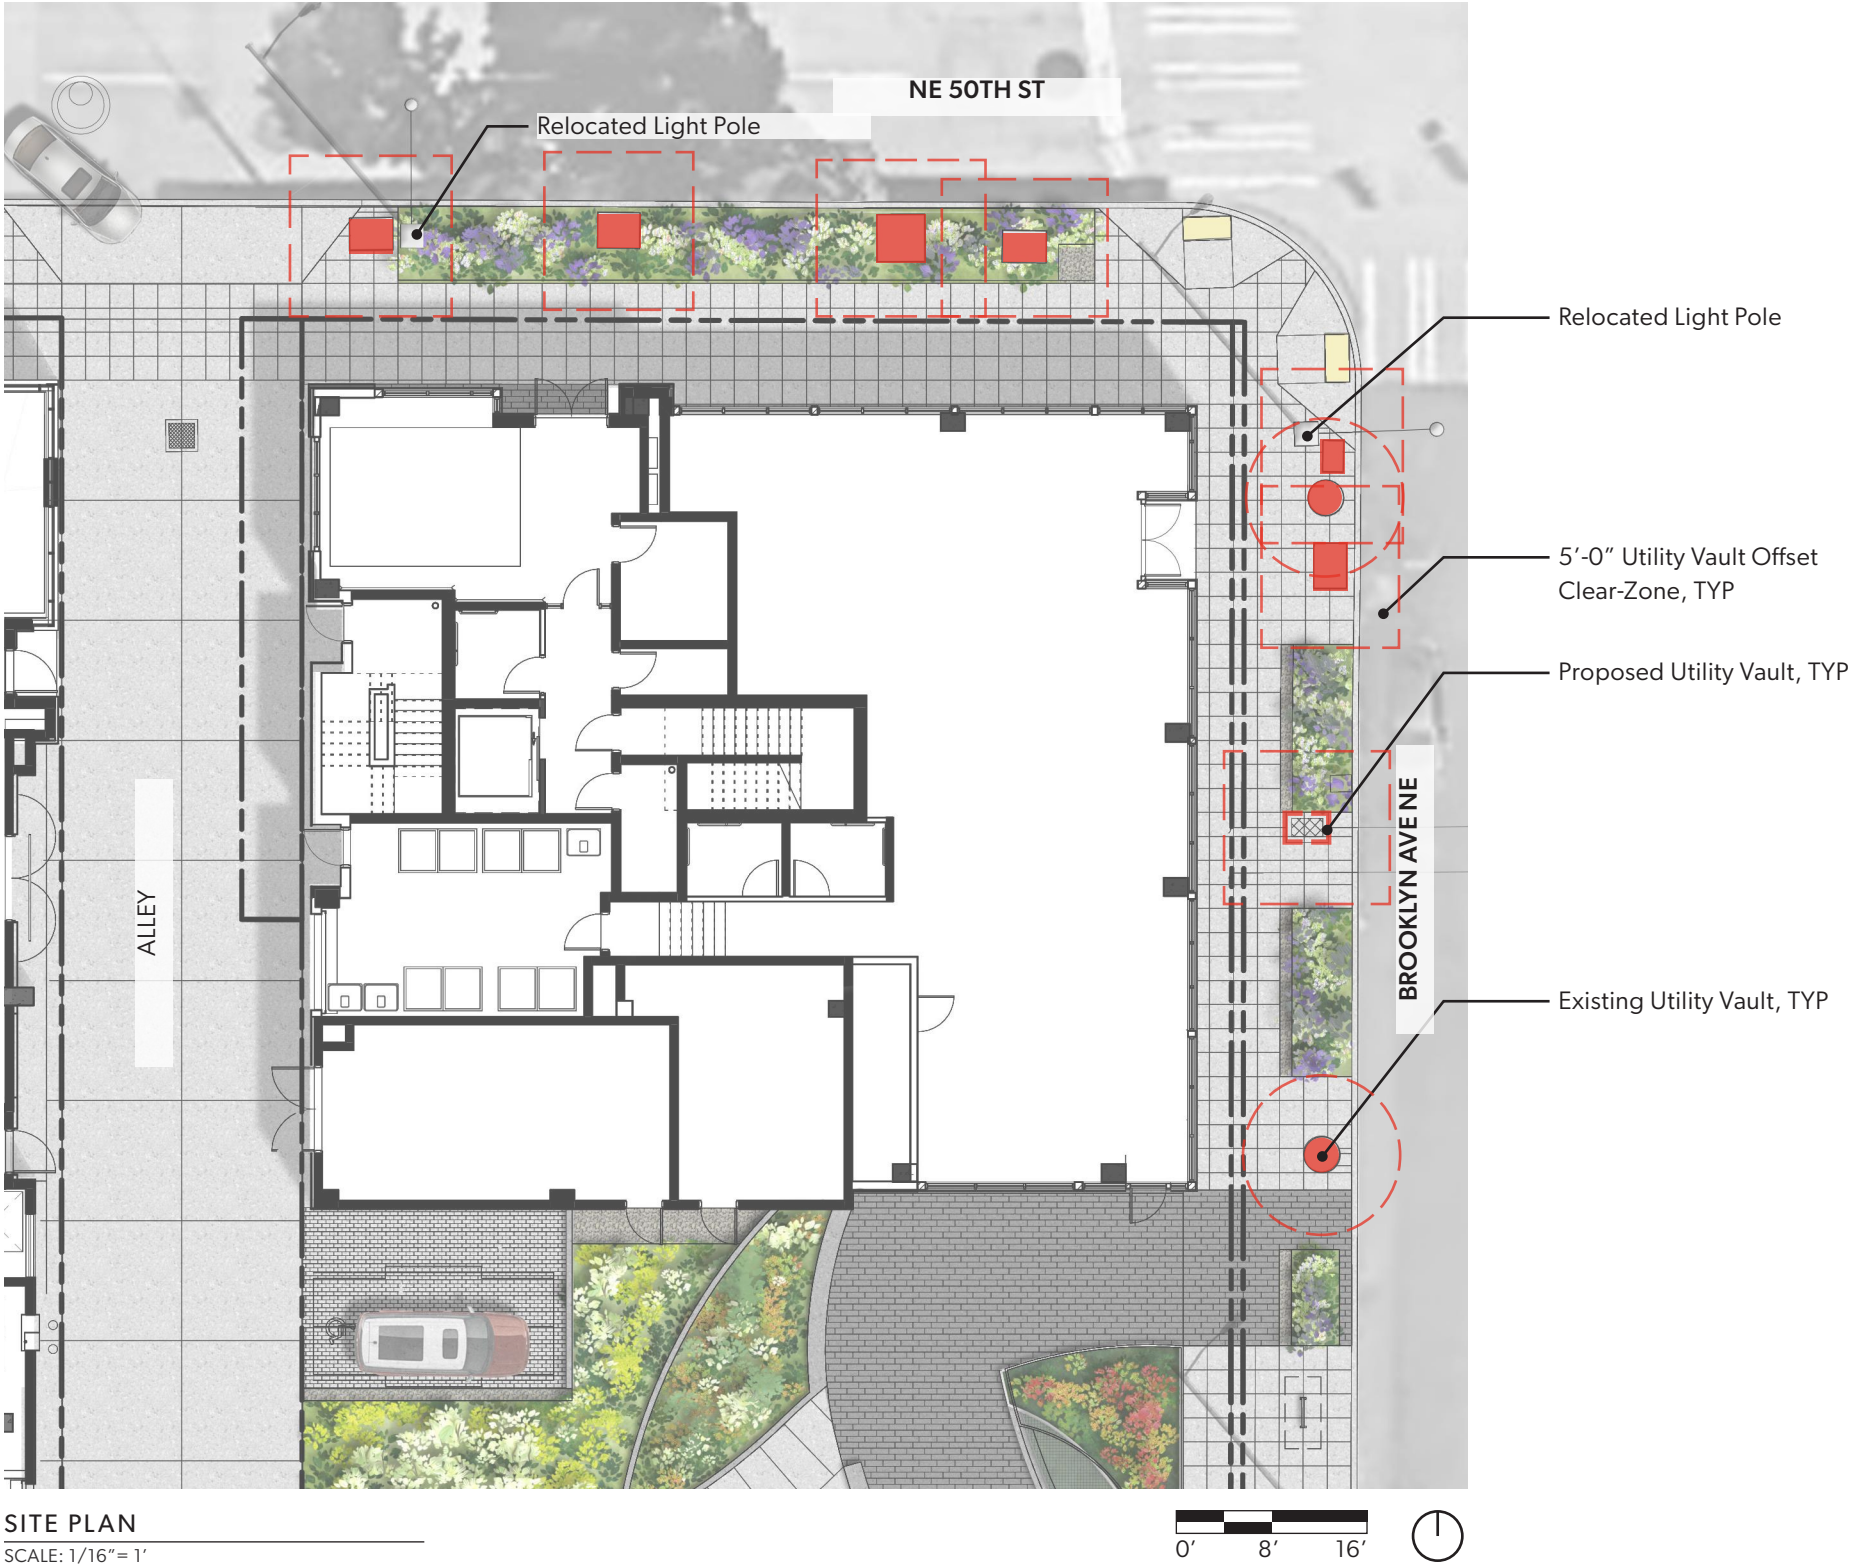 NE 50TH ST
Relocated Light Pole
Relocated Light Pole
5’-0” Utility Vault Offset
Clear-Zone, TYP
Proposed Utility Vault, TYP
BROOKLYN AVE NE
ALLEY
Existing Utility Vault, TYP
SITE PLAN
SCALE: 1/16”= 1’
0’ 8’ 16’